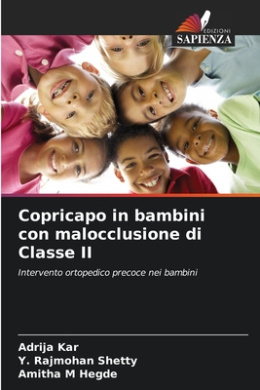 EDIZIONI
SAPIENZA
Copricapo in bambini
con malocclusione di
Classe II
Intervento ortopedico precoce nei bambini
Adrija Kar
Y. Rajmohan Shetty
Amitha M Hegde